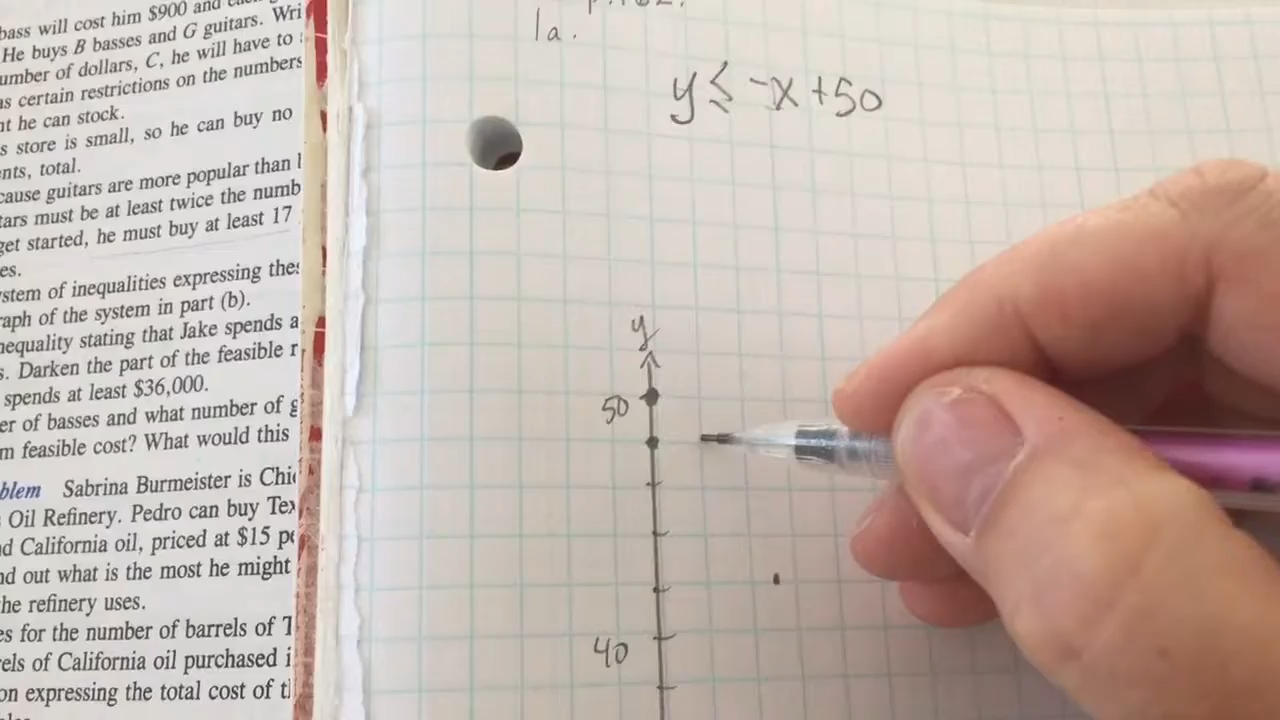 bass will cost him $900 and
He buys B basses and G guitars. Wri
umber of dollars, C, he will have to
as certain restrictions on the numbers
nt he can stock.
s store is small, so he can buy no
ents, total.
cause guitars are more popular than l
tars must be at least twice the numb
get started, he must buy at least 17
es.
stem of inequalities expressing thes
raph of the system in part (b).
nequality stating that Jake spends a
s. Darken the part of the feasible r
spends at least $36,000.
er of basses and what number of g
m feasible cost? What would this
blem Sabrina Burmeister is Chi
Oil Refinery. Pedro can buy Tex
d California oil, priced at $15 pe
nd out what is the most he might
the refinery uses.
es for the number of barrels of T
rels of California oil purchased i
on expressing the total cost of tl
1a.
y ≤ -x +50
y
50
40